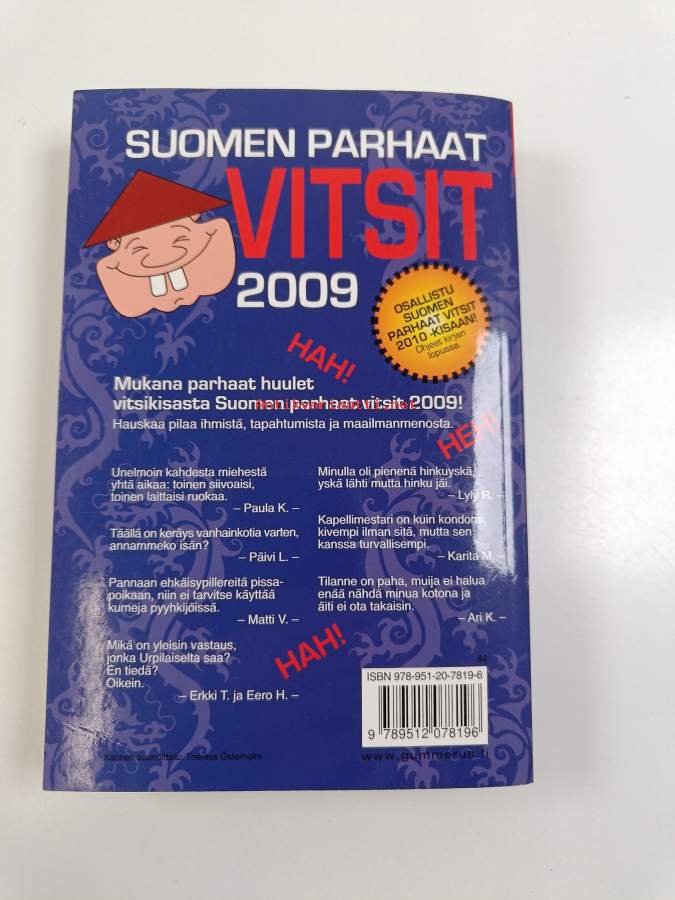 SUOMEN PARHAAT
VITSIT
2009
OSALLISTU
SUOMEN
PARHAAT VITSIT
2010 -KISAAN!
Ohjeet kirjan
lopussa.
HAH!
Mukana parhaat huulet
vitsikisasta Suomen parhaat vitsit 2009!
Antikvariaatti.net
Hauskaa pilaa ihmistä, tapahtumista ja maailmanmenosta.
HEH!
Unelmoin kahdesta miehestä
yhtä aikaa: toinen siivoaisi,
toinen laittaisi ruokaa.
– Paula K. –
Täällä on keräys vanhainkotia varten,
annammeko isän?
– Päivi L. –
Pannaan ehkäisypillereitä pissa-
poikaan, niin ei tarvitse käyttää
kumeja pyyhkijöissä.
– Matti V. –
Mikä on yleisin vastaus,
jonka Urpilaiselta saa?
En tiedä?
Oikein.
– Erkki T. ja Eero H. –
Minulla oli pienenä hinkuyskä,
yskä lähti mutta hinku jäi.
– Lyly R. –
Kapellimestari on kuin kondomi,
kivempi ilman sitä, mutta sen
kanssa turvallisempi.
– Karita M. –
Tilanne on paha, muija ei halua
enää nähdä minua kotona ja
äiti ei ota takaisin.
– Ari K. –
HAH!
84
ISBN 978-951-20-7819-6
9 789512 078196
www.gummerus.fi
Kannen suunnittelu: Thérèse Österholm